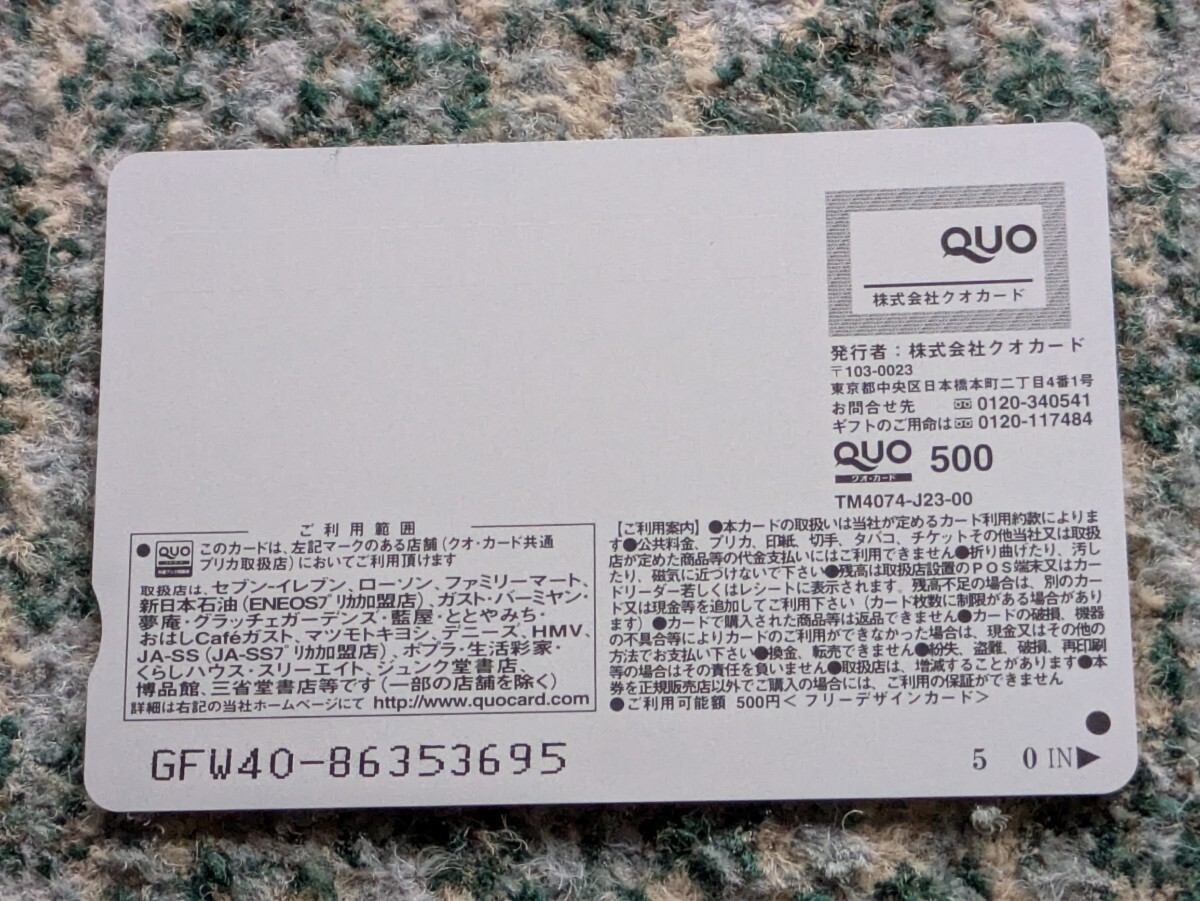 QUO
株式会社クオカード
発行者：株式会社クオカード
〒103-0023
東京都中央区日本橋本町二丁目4番1号
お問合せ先 0120-340541
ギフトのご用命は 0120-117484
QUO 500
クオ・カード
TM4074-J23-00
ご利用範囲
●QUO このカードは、左記マークのある店舗（クオ・カード共通
プリカ取扱店）においてご利用頂けます
取扱店は、セブン-イレブン、ローソン、ファミリーマート、
新日本石油（ENEOSプリカ加盟店）、ガスト・バーミヤン・
夢庵・グラッチェガーデンズ・藍屋・ととやみち・
おはしCaféガスト、マツモトキヨシ、デニーズ、HMV、
JA-SS（JA-SSプリカ加盟店）、ポプラ・生活彩家・
くらしハウス・スリーエイト、ジュンク堂書店、
博品館、三省堂書店等です（一部の店舗を除く）
詳細は右記の当社ホームページにて http://www.quocard.com
【ご利用案内】●本カードの取扱いは当社が定めるカード利用約款によりま
す●公共料金、プリカ、印紙、切手、タバコ、チケットその他当社又は取扱
店が定めた商品等の代金支払いにはご利用できません●折り曲げたり、汚し
たり、磁気に近づけないで下さい●残高は取扱店設置のPOS端末又はカー
ドリーダー若しくはレシートに表示されます。残高不足の場合は、別のカー
ド又は現金等を追加してご利用下さい（カード枚数に制限がある場合があり
ます）●カードで購入された商品等は返品できません●カードの破損、機器
の不具合等によりカードのご利用ができなかった場合は、現金又はその他の
方法でお支払い下さい●換金、転売できません●紛失、盗難、破損、再印刷
等の場合はその責任を負いません●取扱店は、増減することがあります●本
券を正規販売店以外でご購入の場合には、ご利用の保証ができません
●ご利用可能額 500円＜フリーデザインカード＞
GFW40-86353695
5 0 IN▶